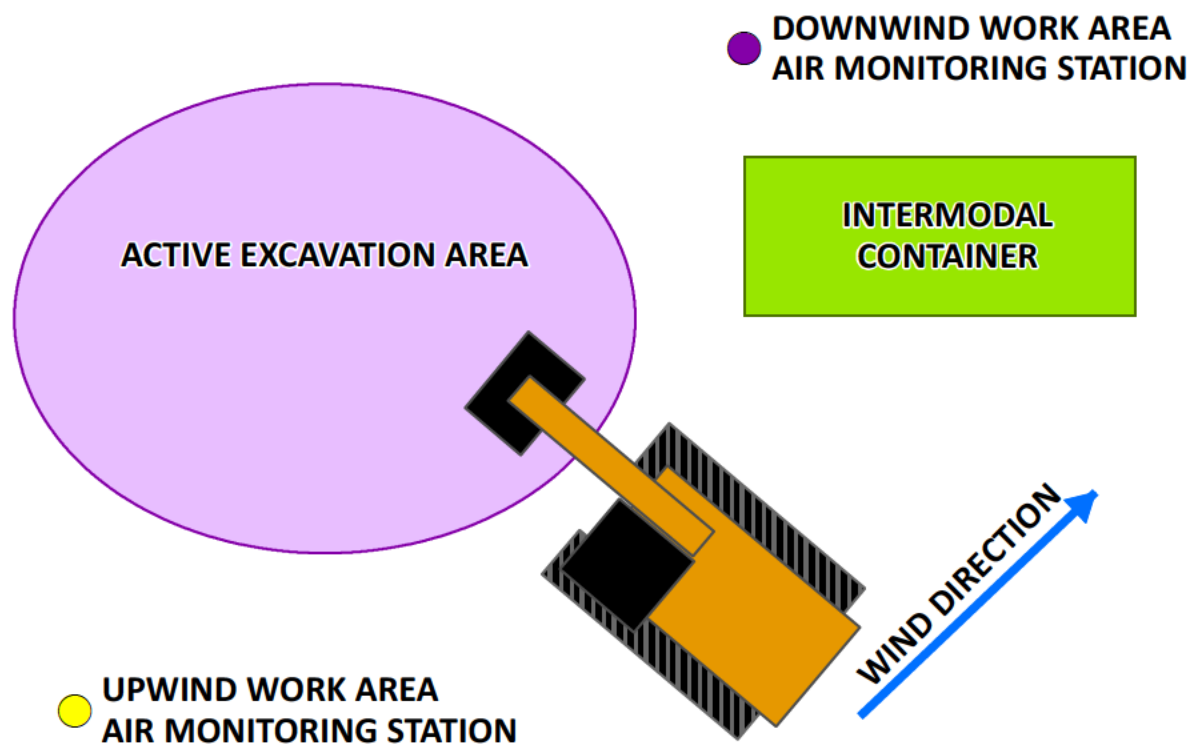 DOWNWIND WORK AREA
AIR MONITORING STATION
INTERMODAL
CONTAINER
ACTIVE EXCAVATION AREA
WIND DIRECTION
UPWIND WORK AREA
AIR MONITORING STATION